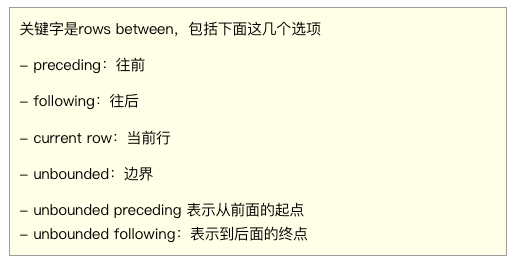 关键字是rows between，包括下面这几个选项
- preceding：往前
- following：往后
- current row：当前行
- unbounded：边界
- unbounded preceding 表示从前面的起点
- unbounded following：表示到后面的终点